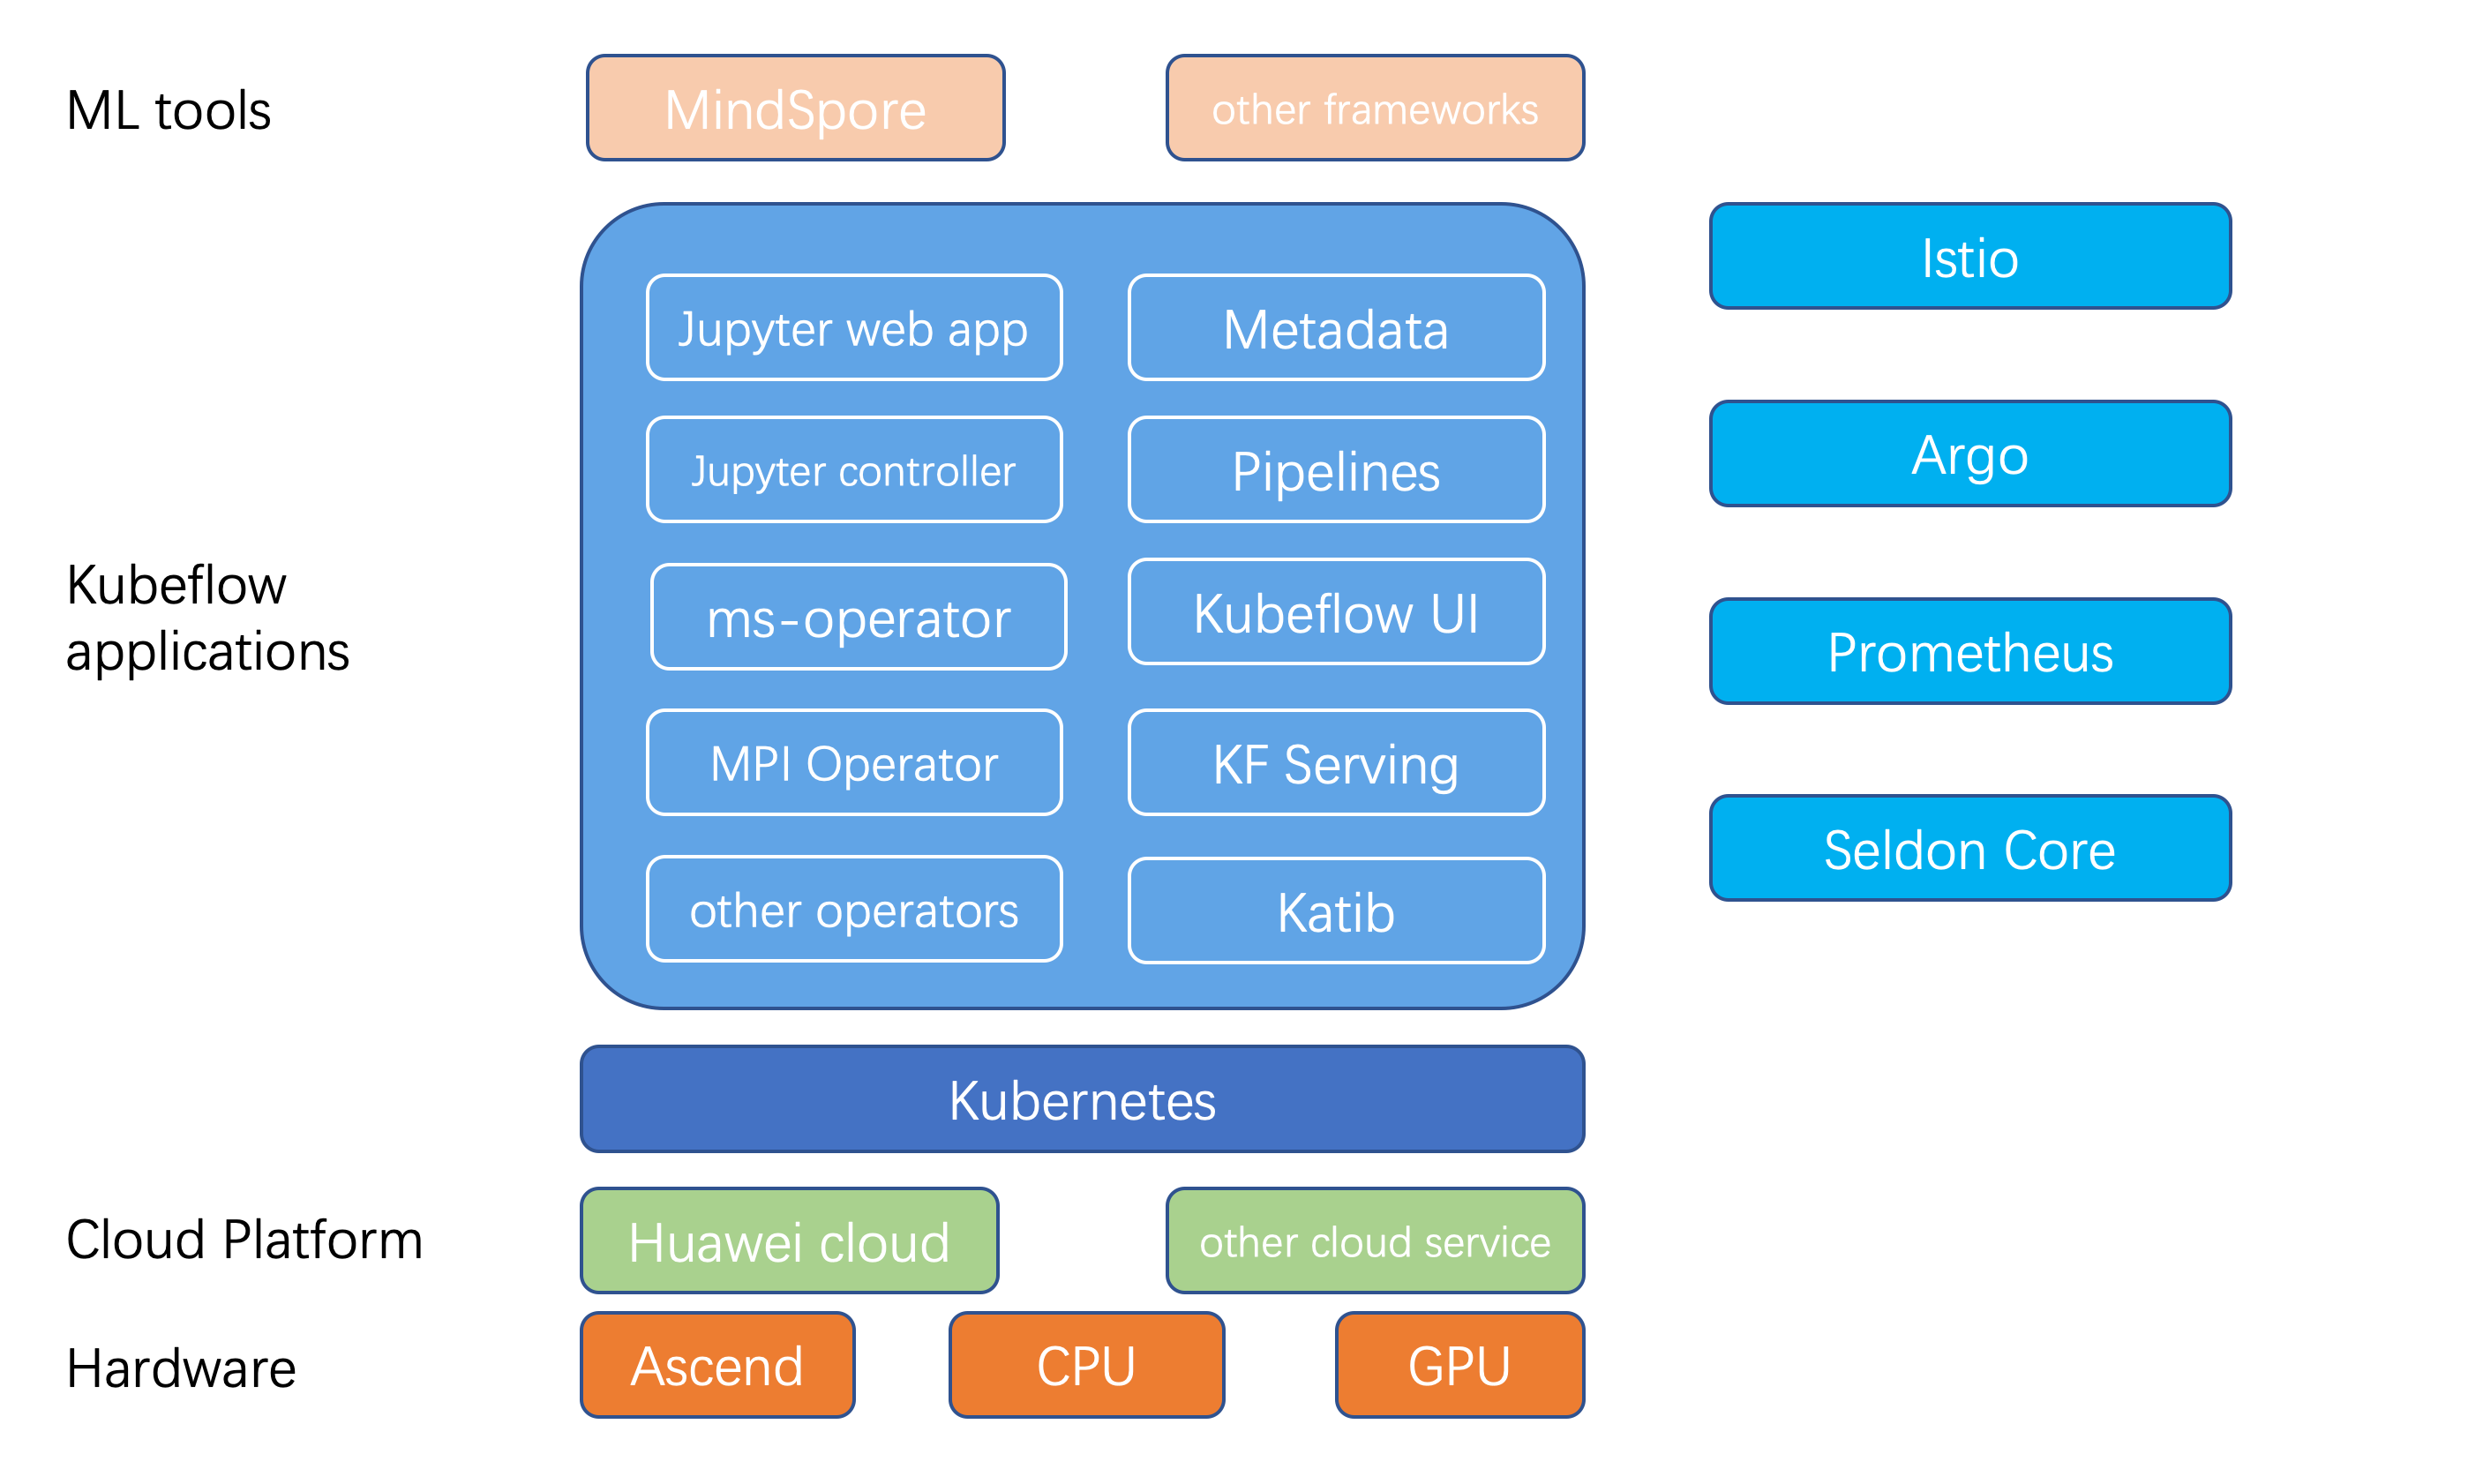 ML tools
MindSpore
other frameworks
Istio
Jupyter web app
Metadata
Argo
Jupyter controller
Pipelines
Kubeflow
applications
ms-operator
Kubeflow UI
Prometheus
MPI Operator
KF Serving
Seldon Core
other operators
Katib
Kubernetes
Cloud Platform
Huawei cloud
other cloud service
Hardware
Ascend
CPU
GPU